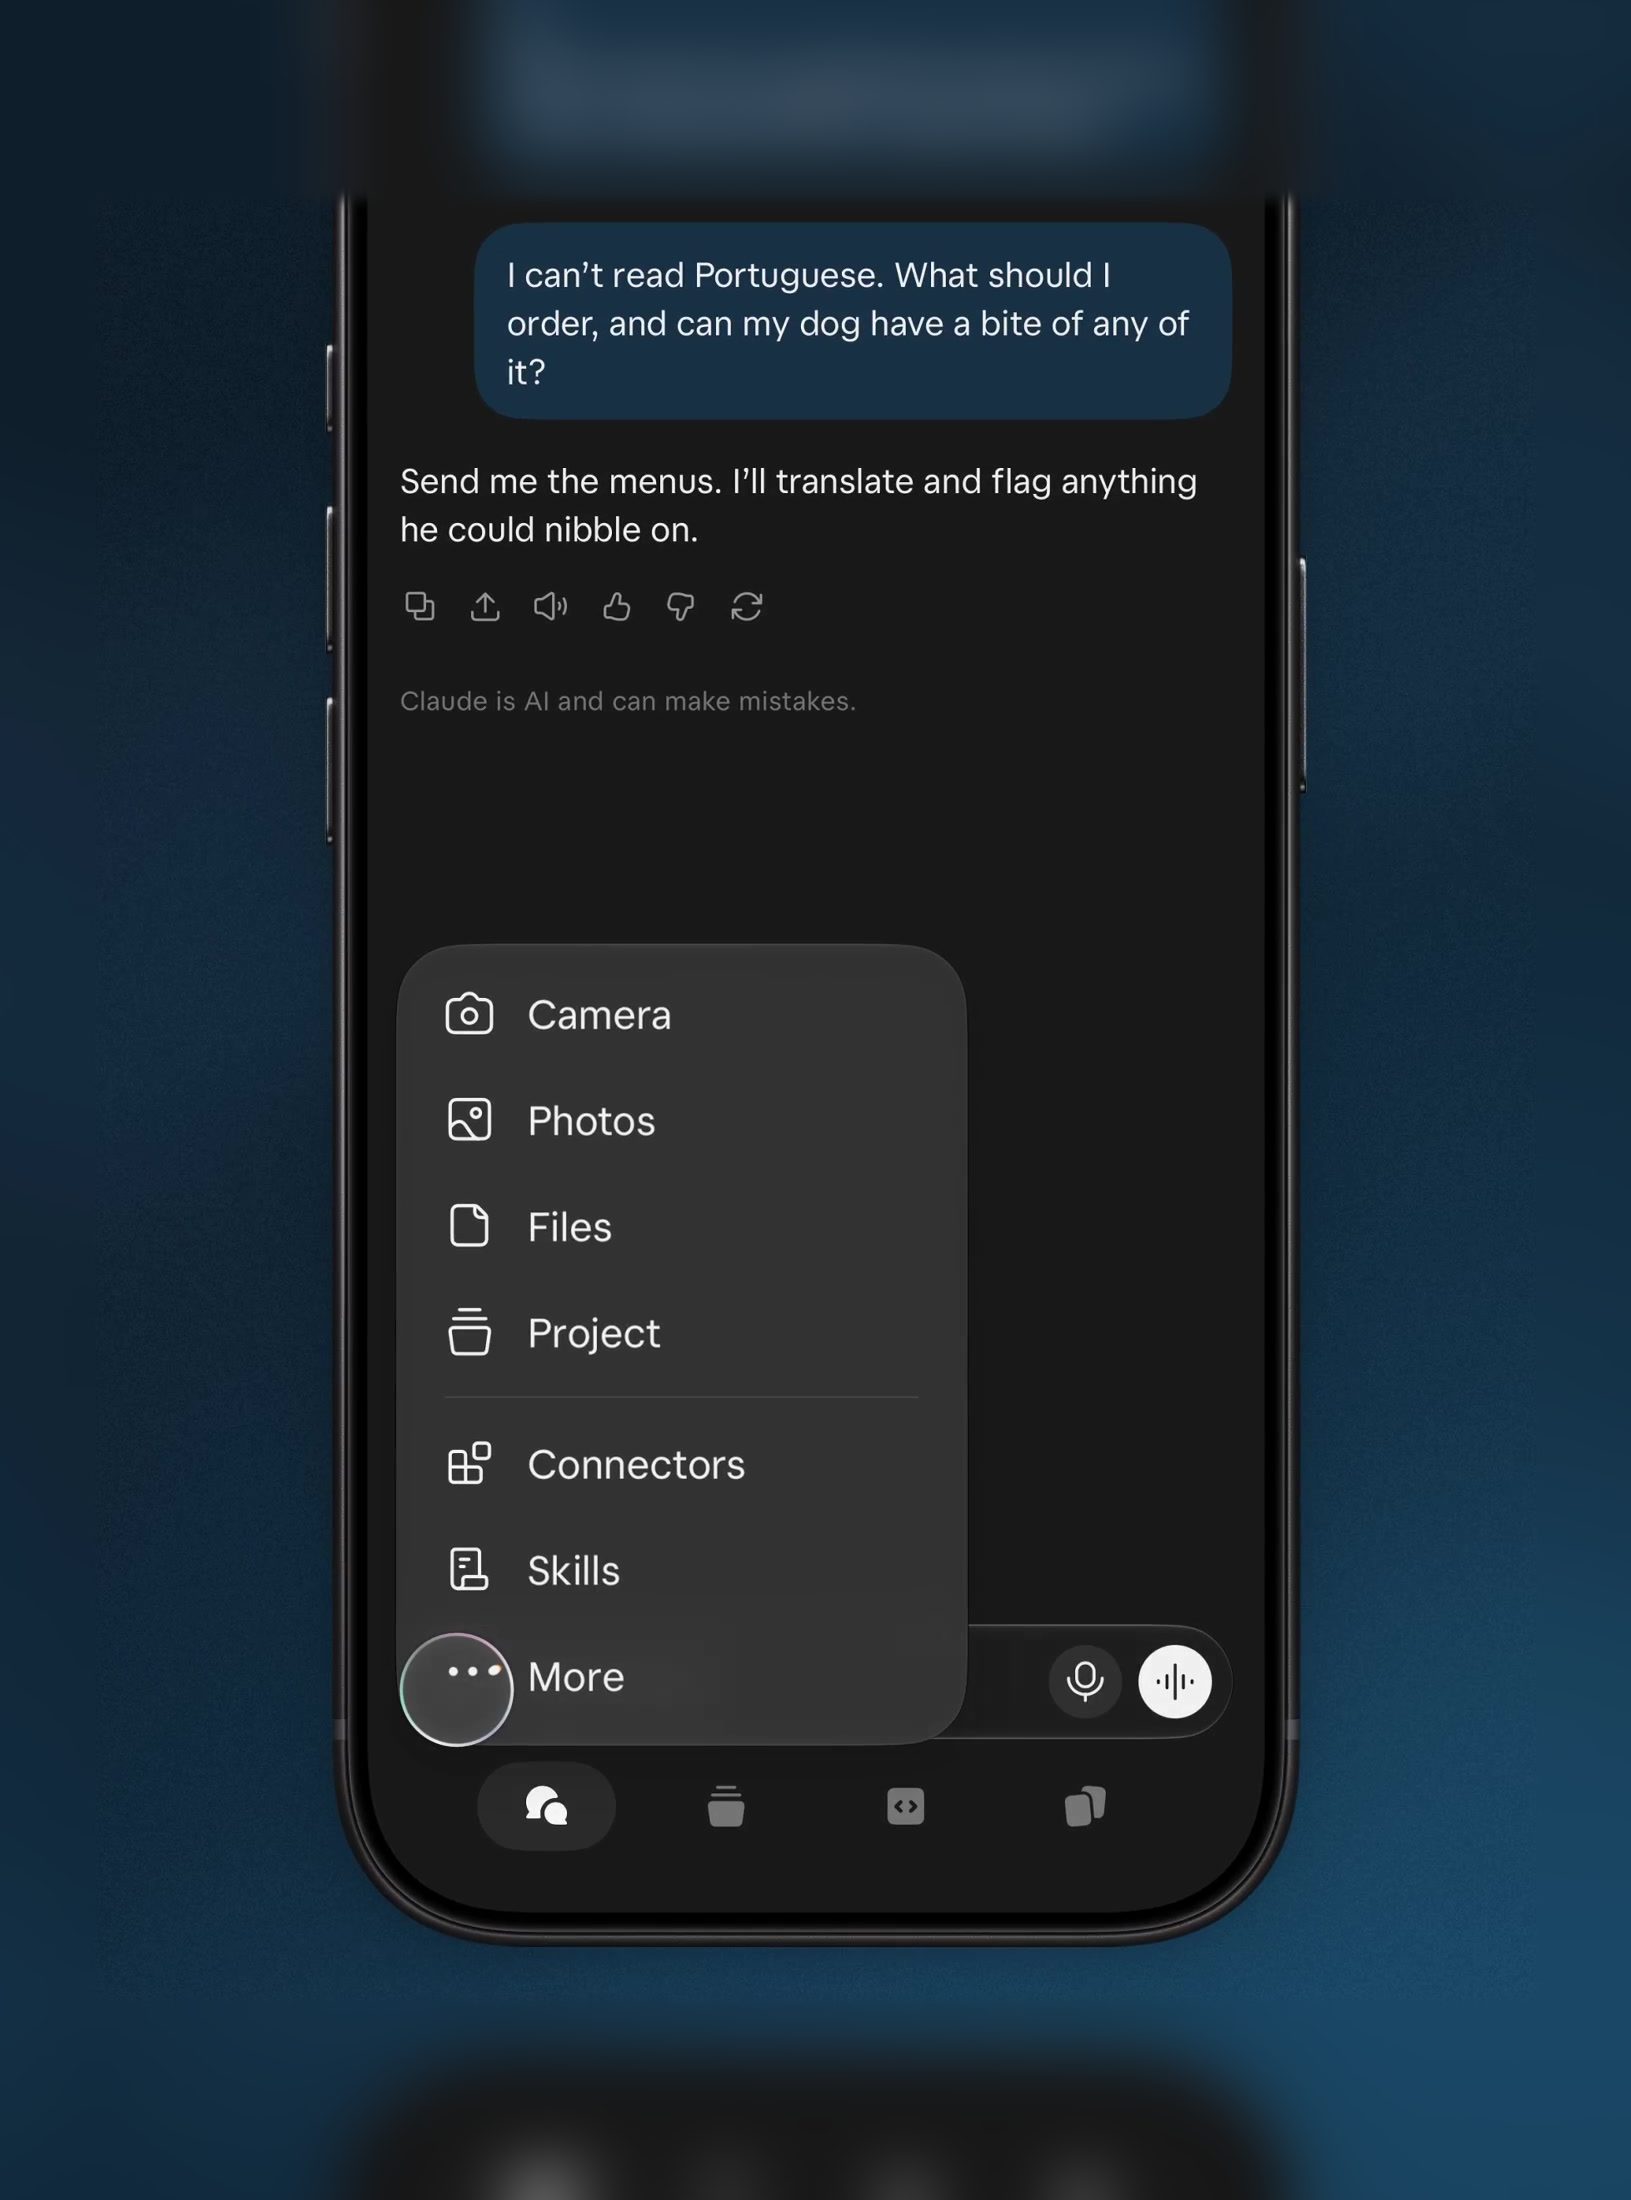 I can’t read Portuguese. What should I
order, and can my dog have a bite of any of
it?
Send me the menus. I’ll translate and flag anything
he could nibble on.
Claude is AI and can make mistakes.
Camera
Photos
Files
Project
Connectors
Skills
More